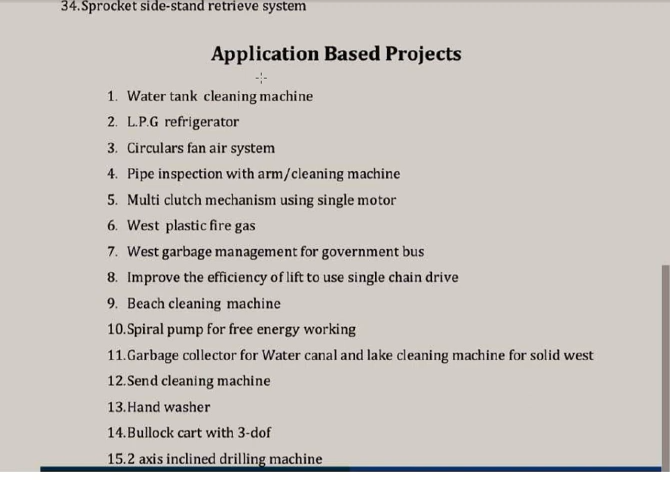 34.Sprocket side-stand retrieve system
Application Based Projects
1. Water tank cleaning machine
2. L.P.G refrigerator
3. Circulars fan air system
4. Pipe inspection with arm/cleaning machine
5. Multi clutch mechanism using single motor
6. West plastic fire gas
7. West garbage management for government bus
8. Improve the efficiency of lift to use single chain drive
9. Beach cleaning machine
10.Spiral pump for free energy working
11.Garbage collector for Water canal and lake cleaning machine for solid west
12.Send cleaning machine
13.Hand washer
14.Bullock cart with 3-dof
15.2 axis inclined drilling machine